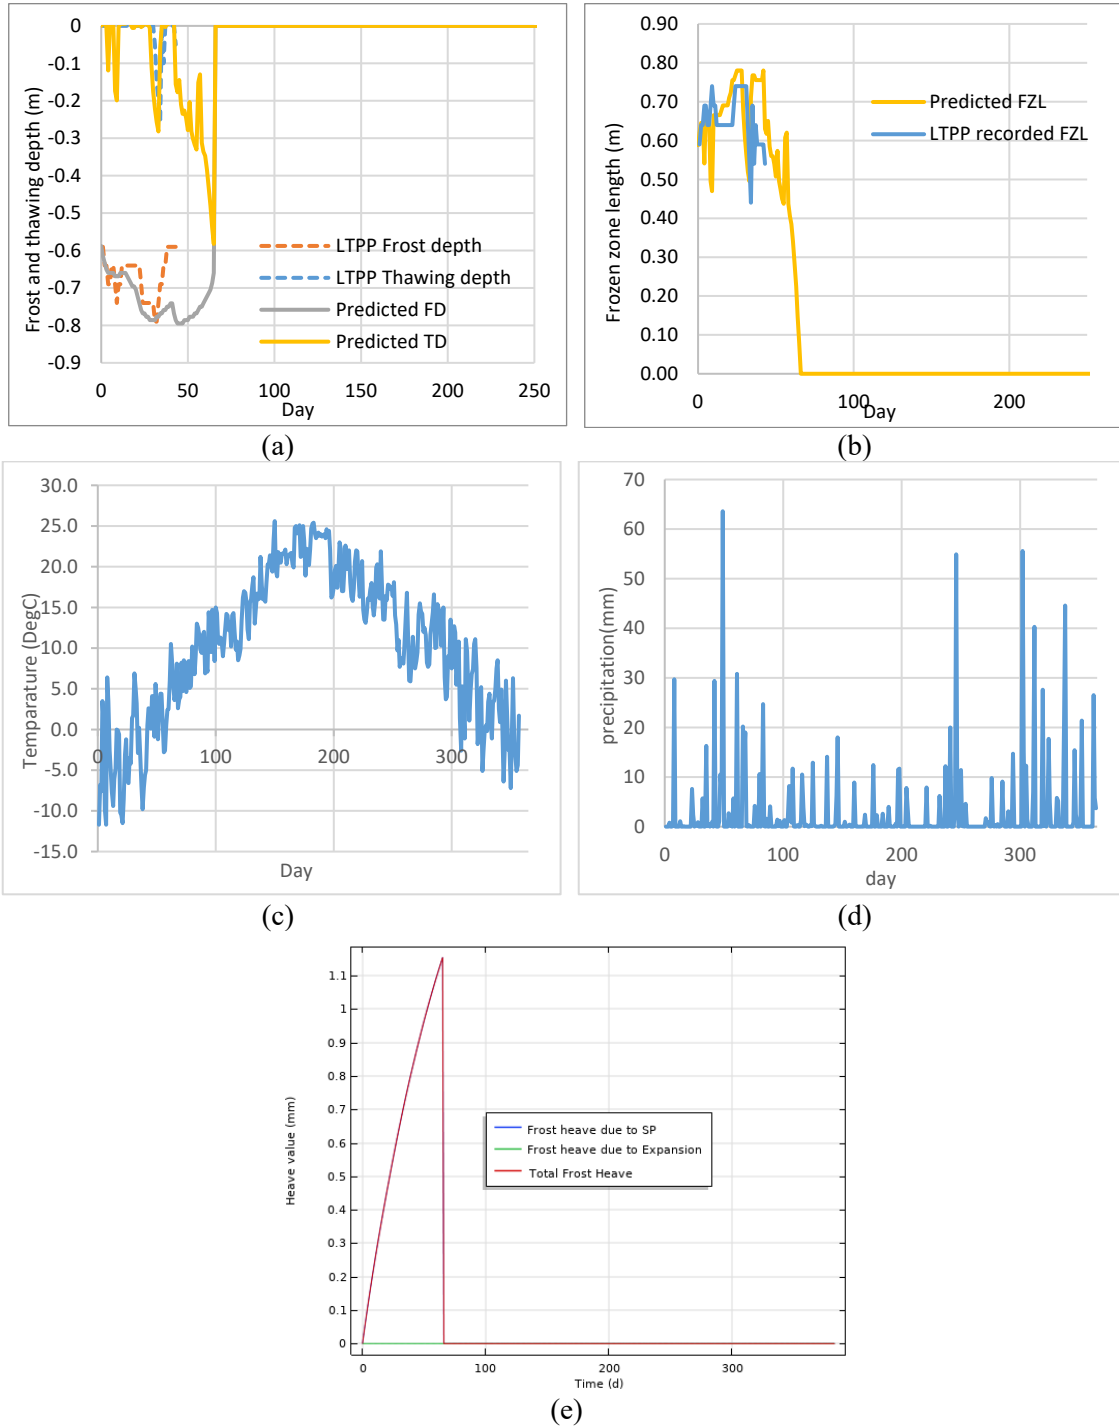 Frost and thawing depth (m)
0
-0.1
-0.2
-0.3
-0.4
-0.5
-0.6
-0.7
-0.8
-0.9
LTPP Frost depth
LTPP Thawing depth
Predicted FD
Predicted TD
0 50 100 150 200 250
Day
(a)
Frozen zone length (m)
0.90
0.80
0.70
0.60
0.50
0.40
0.30
0.20
0.10
0.00
Predicted FZL
LTPP recorded FZL
0 100 200
Day
(b)
Temparature (DegC)
30.0
25.0
20.0
15.0
10.0
5.0
0.0
-5.0
-10.0
-15.0
0 100 200 300
Day
(c)
precipitation(mm)
70
60
50
40
30
20
10
0
0 100 200 300
day
(d)
Heave value (mm)
1.1
1
0.9
0.8
0.7
0.6
0.5
0.4
0.3
0.2
0.1
0
Frost heave due to SP
Frost heave due to Expansion
Total Frost Heave
0 100 200 300
Time (d)
(e)